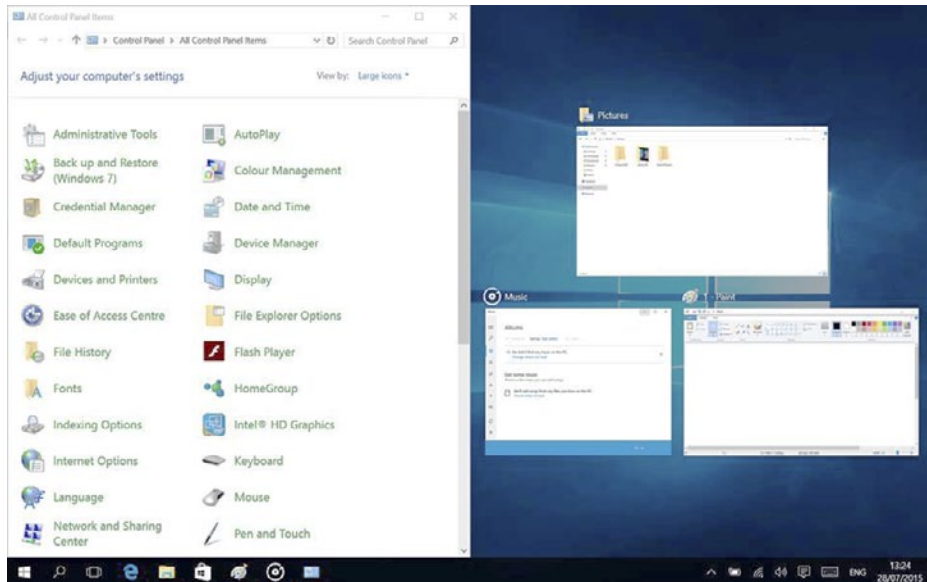 All Control Panel Items
Control Panel > All Control Panel Items
Search Control Panel
Adjust your computer's settings
View by: Large icons
Administrative Tools
AutoPlay
Back up and Restore
(Windows 7)
Colour Management
Credential Manager
Date and Time
Default Programs
Device Manager
Devices and Printers
Display
Ease of Access Centre
File Explorer Options
File History
Flash Player
Fonts
HomeGroup
Indexing Options
Intel® HD Graphics
Internet Options
Keyboard
Language
Mouse
Network and Sharing
Center
Pen and Touch
Pictures
Music
1 - Paint
Albums
ENG
13:24
28/07/2015